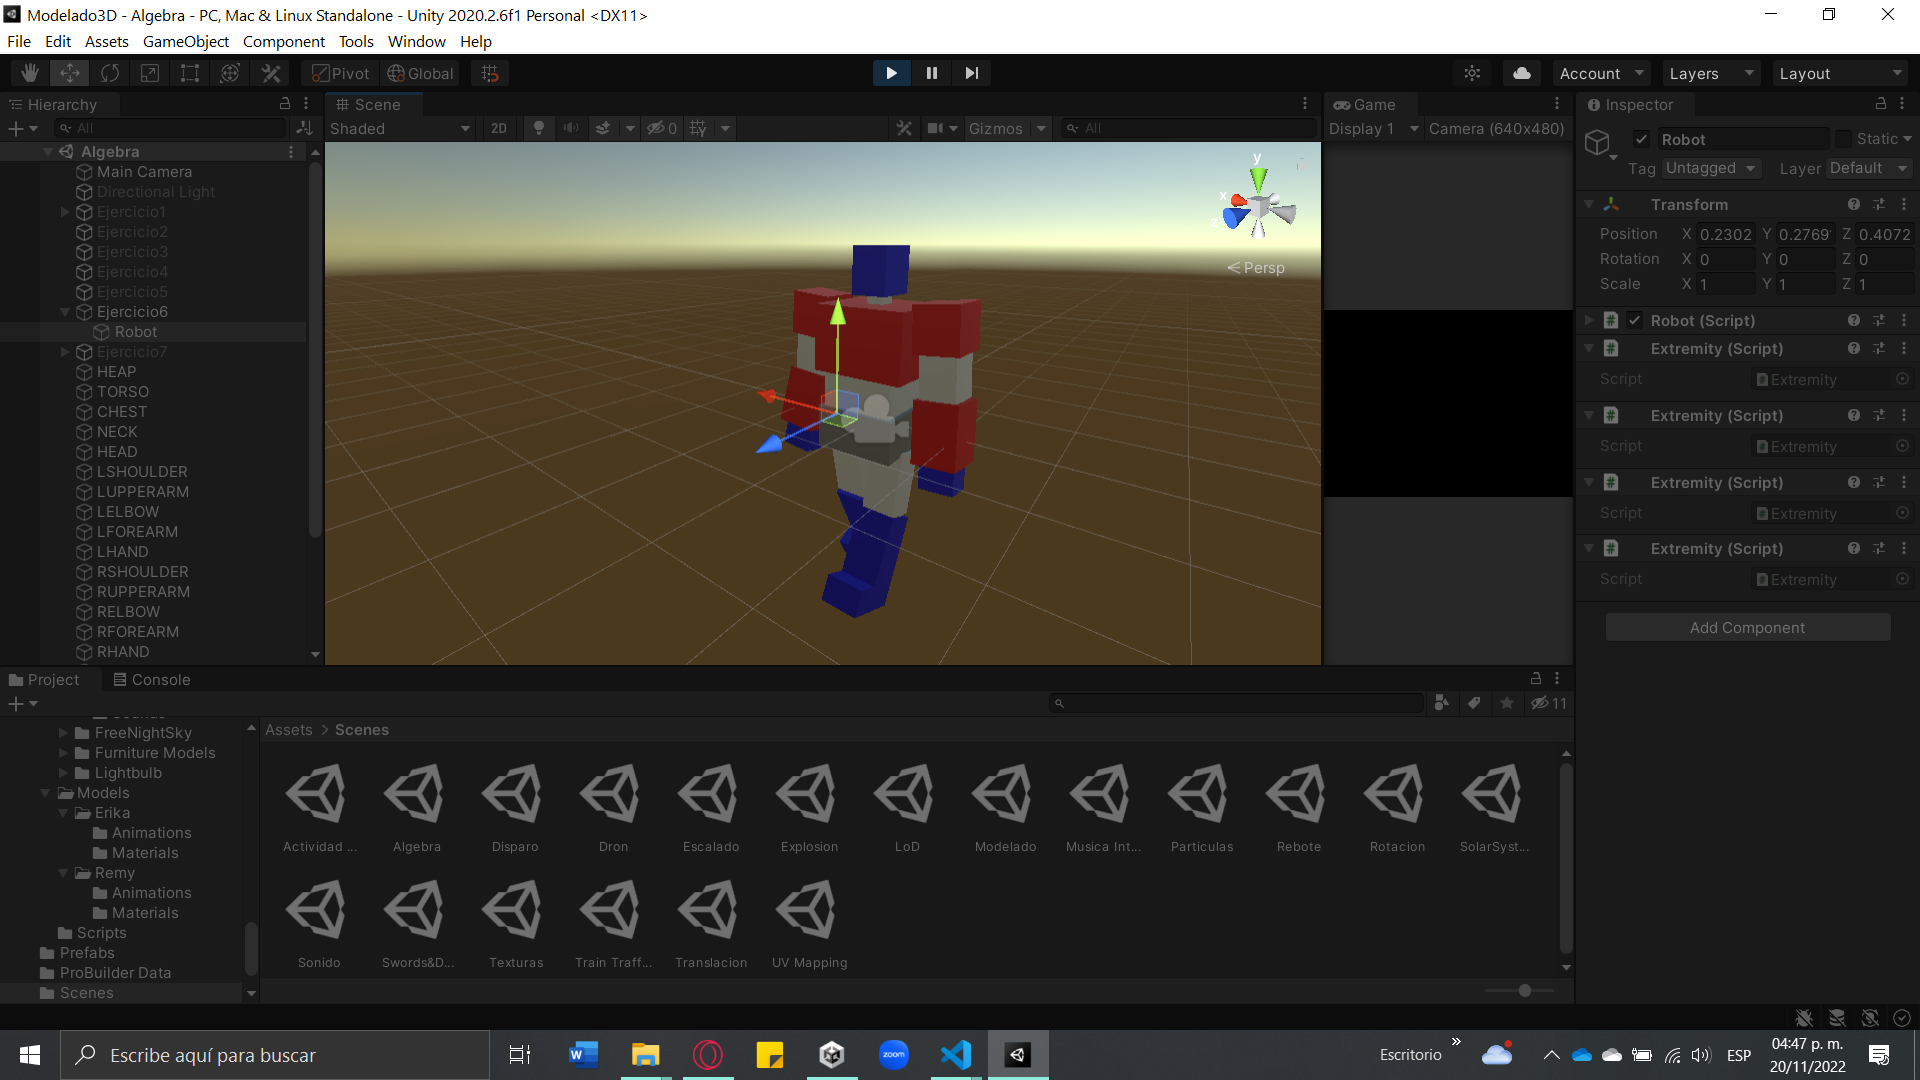 Modelado3D - Algebra - PC, Mac & Linux Standalone - Unity 2020.2.6f1 Personal <DX11>
File Edit Assets GameObject Component Tools Window Help
Pivot Global Account Layers Layout
Hierarchy
All
Algebra
Main Camera
Directional Light
Ejercicio1
Ejercicio2
Ejercicio3
Ejercicio4
Ejercicio5
Ejercicio6
Robot
Ejercicio7
HEAP
TORSO
CHEST
NECK
HEAD
LSHOULDER
LUPPERARM
LELBOW
LFOREARM
LHAND
RSHOULDER
RUPPERARM
RELBOW
RFOREARM
RHAND
Scene
Shaded 2D 0 Gizmos All
y
x
z
Persp
Game
Display 1 Camera (640x480)
Inspector
Robot Static
Tag Untagged Layer Default
Transform
Position X 0.2302 Y 0.2769 Z 0.4072
Rotation X 0 Y 0 Z 0
Scale X 1 Y 1 Z 1
Robot (Script)
Extremity (Script)
Script Extremity
Extremity (Script)
Script Extremity
Extremity (Script)
Script Extremity
Extremity (Script)
Script Extremity
Add Component
Project Console
11
FreeNightSky
Furniture Models
Lightbulb
Models
Erika
Animations
Materials
Remy
Animations
Materials
Scripts
Prefabs
ProBuilder Data
Scenes
Assets > Scenes
Actividad ... Algebra Disparo Dron Escalado Explosion LoD Modelado Musica Int... Particulas Rebote Rotacion SolarSyst...
Sonido Swords&D... Texturas Train Traff... Translacion UV Mapping
Escribe aquí para buscar
zoom
Escritorio
ESP
04:47 p. m.
20/11/2022